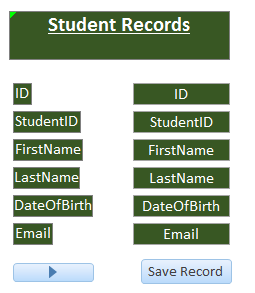 Student Records
ID ID
StudentID StudentID
FirstName FirstName
LastName LastName
DateOfBirth DateOfBirth
Email Email
Save Record